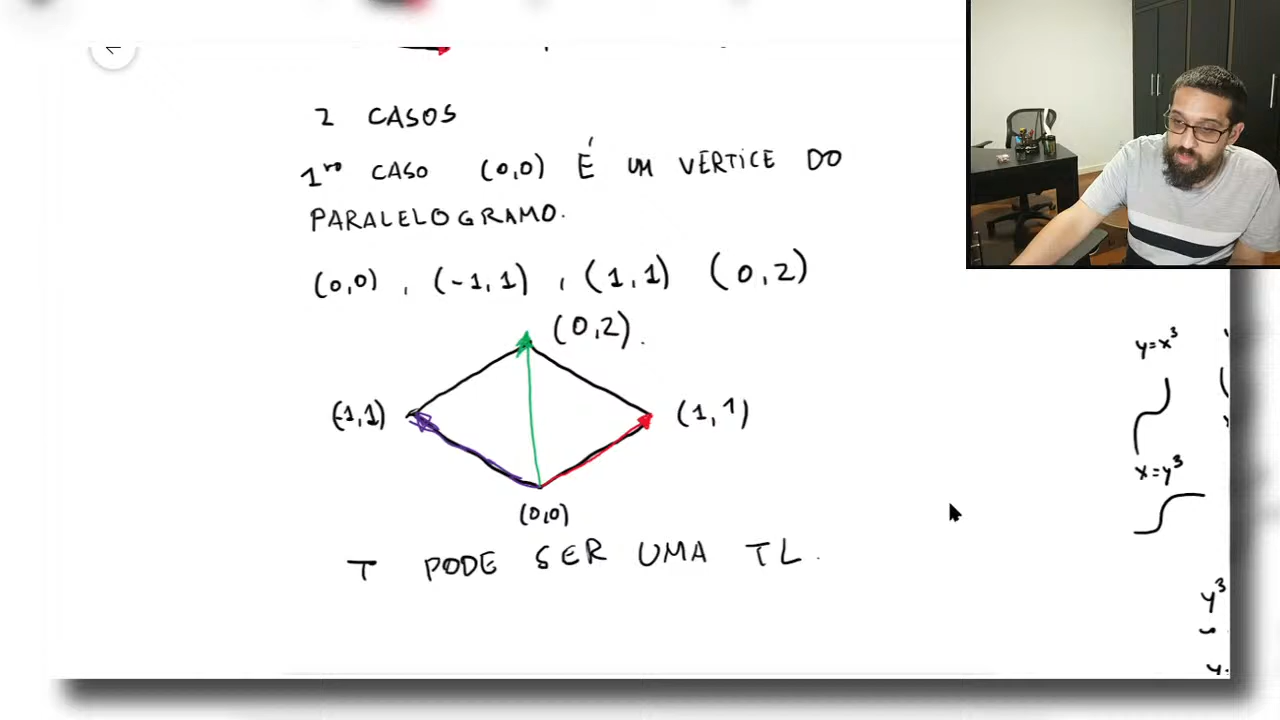 2 CASOS
1ro CASO (0,0) É UM VÉRTICE DO
PARALELOGRAMO.
(0,0) , (-1,1) , (1,1) (0,2)
(0,2).
(-1,1)
(1,1)
(0,0)
T PODE SER UMA TL.
y=x³
x=y³
y³